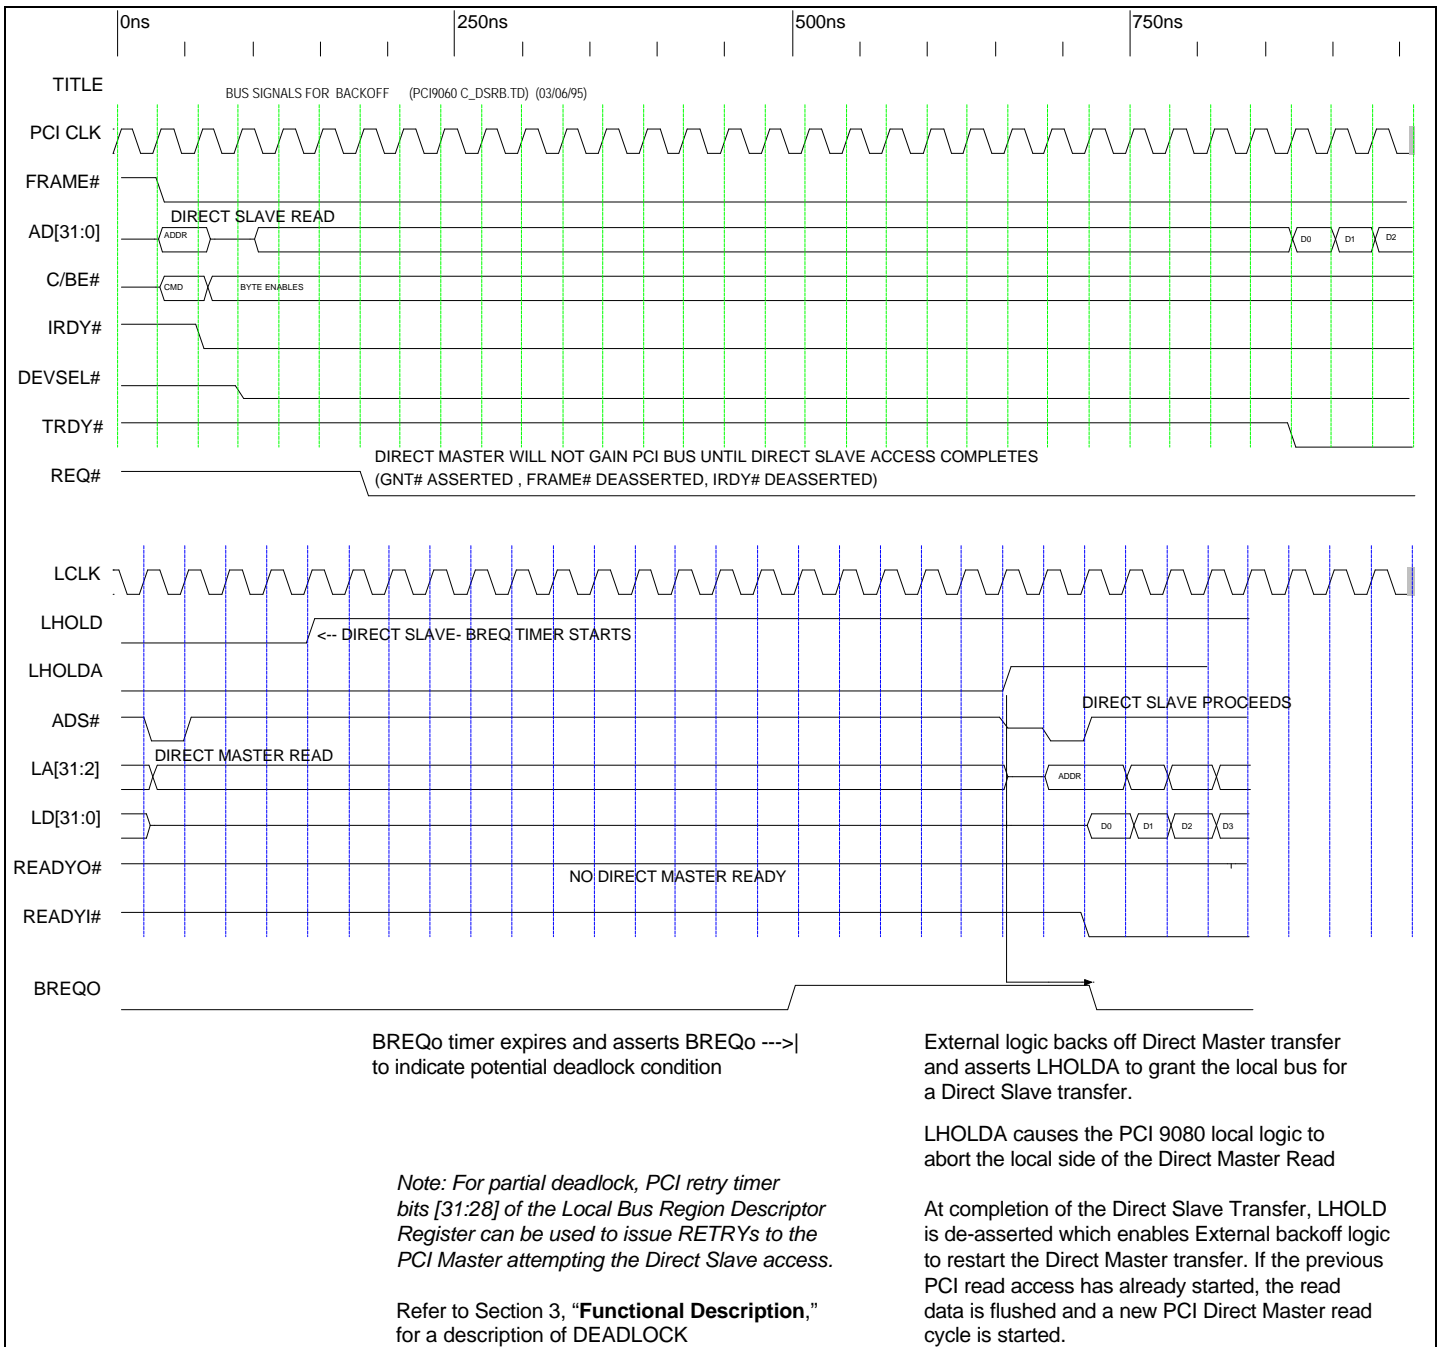 0ns 250ns 500ns 750ns
TITLE BUS SIGNALS FOR BACKOFF (PCI9060 C_DSRB.TD) (03/06/95)
PCI CLK
FRAME#
DIRECT SLAVE READ
AD[31:0] ADDR D0 D1 D2
C/BE# CMD BYTE ENABLES
IRDY#
DEVSEL#
TRDY#
DIRECT MASTER WILL NOT GAIN PCI BUS UNTIL DIRECT SLAVE ACCESS COMPLETES
REQ# (GNT# ASSERTED , FRAME# DEASSERTED, IRDY# DEASSERTED)
LCLK
LHOLD <-- DIRECT SLAVE- BREQ TIMER STARTS
LHOLDA
DIRECT SLAVE PROCEEDS
ADS#
DIRECT MASTER READ
LA[31:2] ADDR
LD[31:0] D0 D1 D2 D3
READYO# NO DIRECT MASTER READY
READYI#
BREQO
BREQo timer expires and asserts BREQo --->|
to indicate potential deadlock condition
Note: For partial deadlock, PCI retry timer
bits [31:28] of the Local Bus Region Descriptor
Register can be used to issue RETRYs to the
PCI Master attempting the Direct Slave access.
Refer to Section 3, “Functional Description,”
for a description of DEADLOCK
External logic backs off Direct Master transfer
and asserts LHOLDA to grant the local bus for
a Direct Slave transfer.
LHOLDA causes the PCI 9080 local logic to
abort the local side of the Direct Master Read
At completion of the Direct Slave Transfer, LHOLD
is de-asserted which enables External backoff logic
to restart the Direct Master transfer. If the previous
PCI read access has already started, the read
data is flushed and a new PCI Direct Master read
cycle is started.